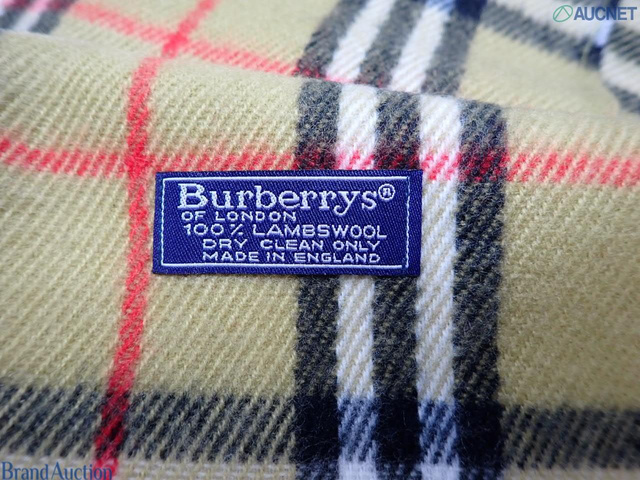 AUCNET
Burberrys®
OF LONDON
100% LAMBSWOOL
DRY CLEAN ONLY
MADE IN ENGLAND
Brand Auction